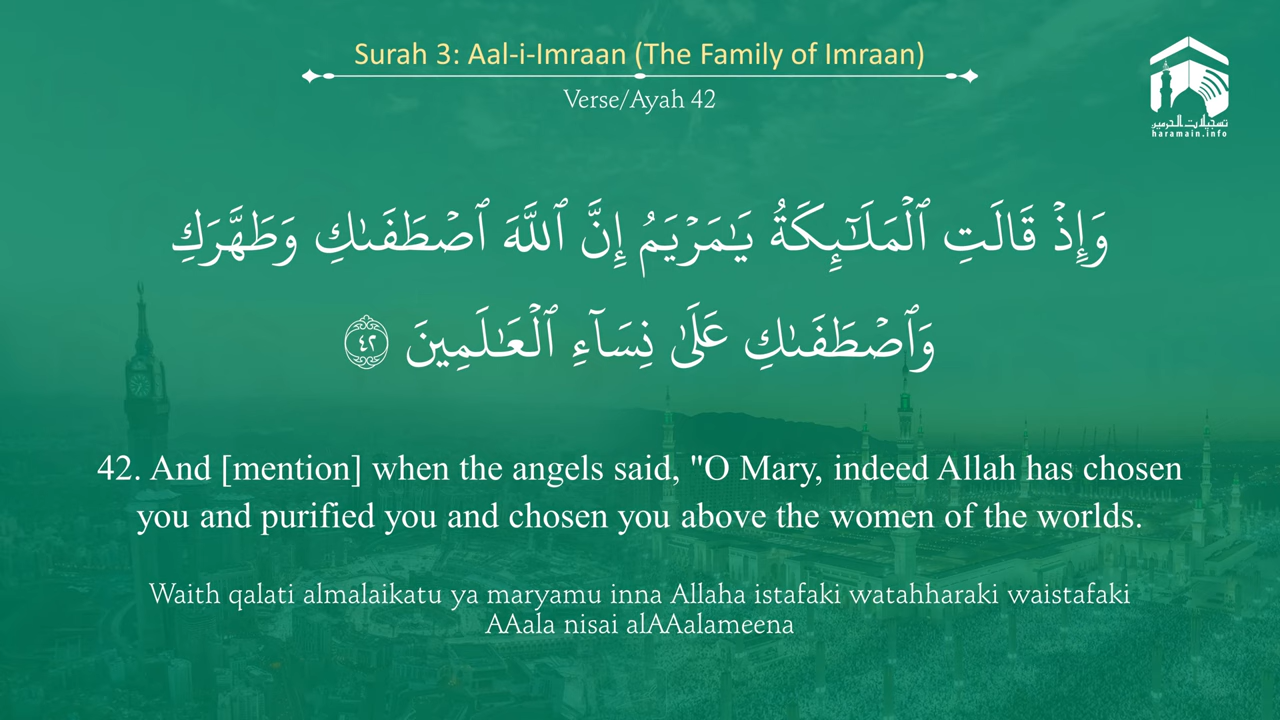 Surah 3: Aal-i-Imraan (The Family of Imraan)
Verse/Ayah 42
تسجيلات الحرمين
haramain.info
وَإِذْ قَالَتِ ٱلْمَلَـٰٓئِكَةُ يَـٰمَرْيَمُ إِنَّ ٱللَّهَ ٱصْطَفَىٰكِ وَطَهَّرَكِ
وَٱصْطَفَىٰكِ عَلَىٰ نِسَآءِ ٱلْعَـٰلَمِينَ ٤٢
42. And [mention] when the angels said, "O Mary, indeed Allah has chosen
you and purified you and chosen you above the women of the worlds.
Waith qalati almalaikatu ya maryamu inna Allaha istafaki watahharaki waistafaki
AAala nisai alAAalameena